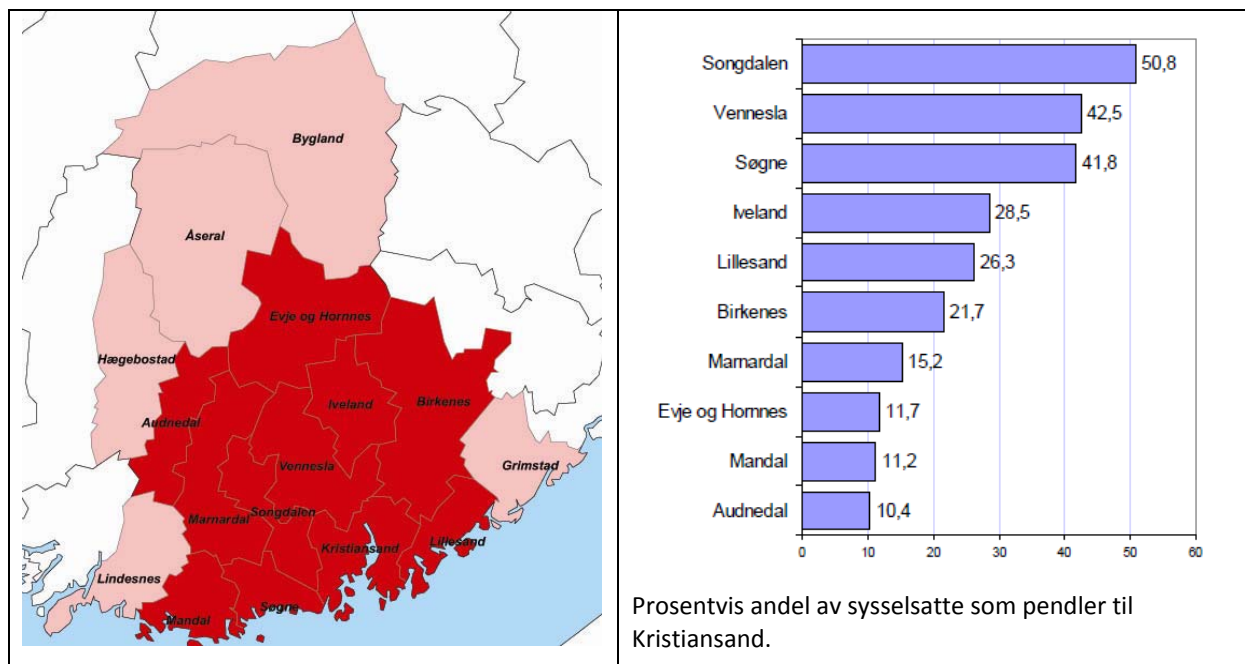 Bygland
Åseral
Evje og Hornnes
Hægebostad
Iveland
Birkenes
Audnedal
Vennesla
Grimstad
Songdalen
Marnardal
Kristiansand
Lillesand
Lindesnes
Søgne
Mandal
Songdalen 50,8
Vennesla 42,5
Søgne 41,8
Iveland 28,5
Lillesand 26,3
Birkenes 21,7
Marnardal 15,2
Evje og Hornnes 11,7
Mandal 11,2
Audnedal 10,4
0 10 20 30 40 50 60
Prosentvis andel av sysselsatte som pendler til
Kristiansand.